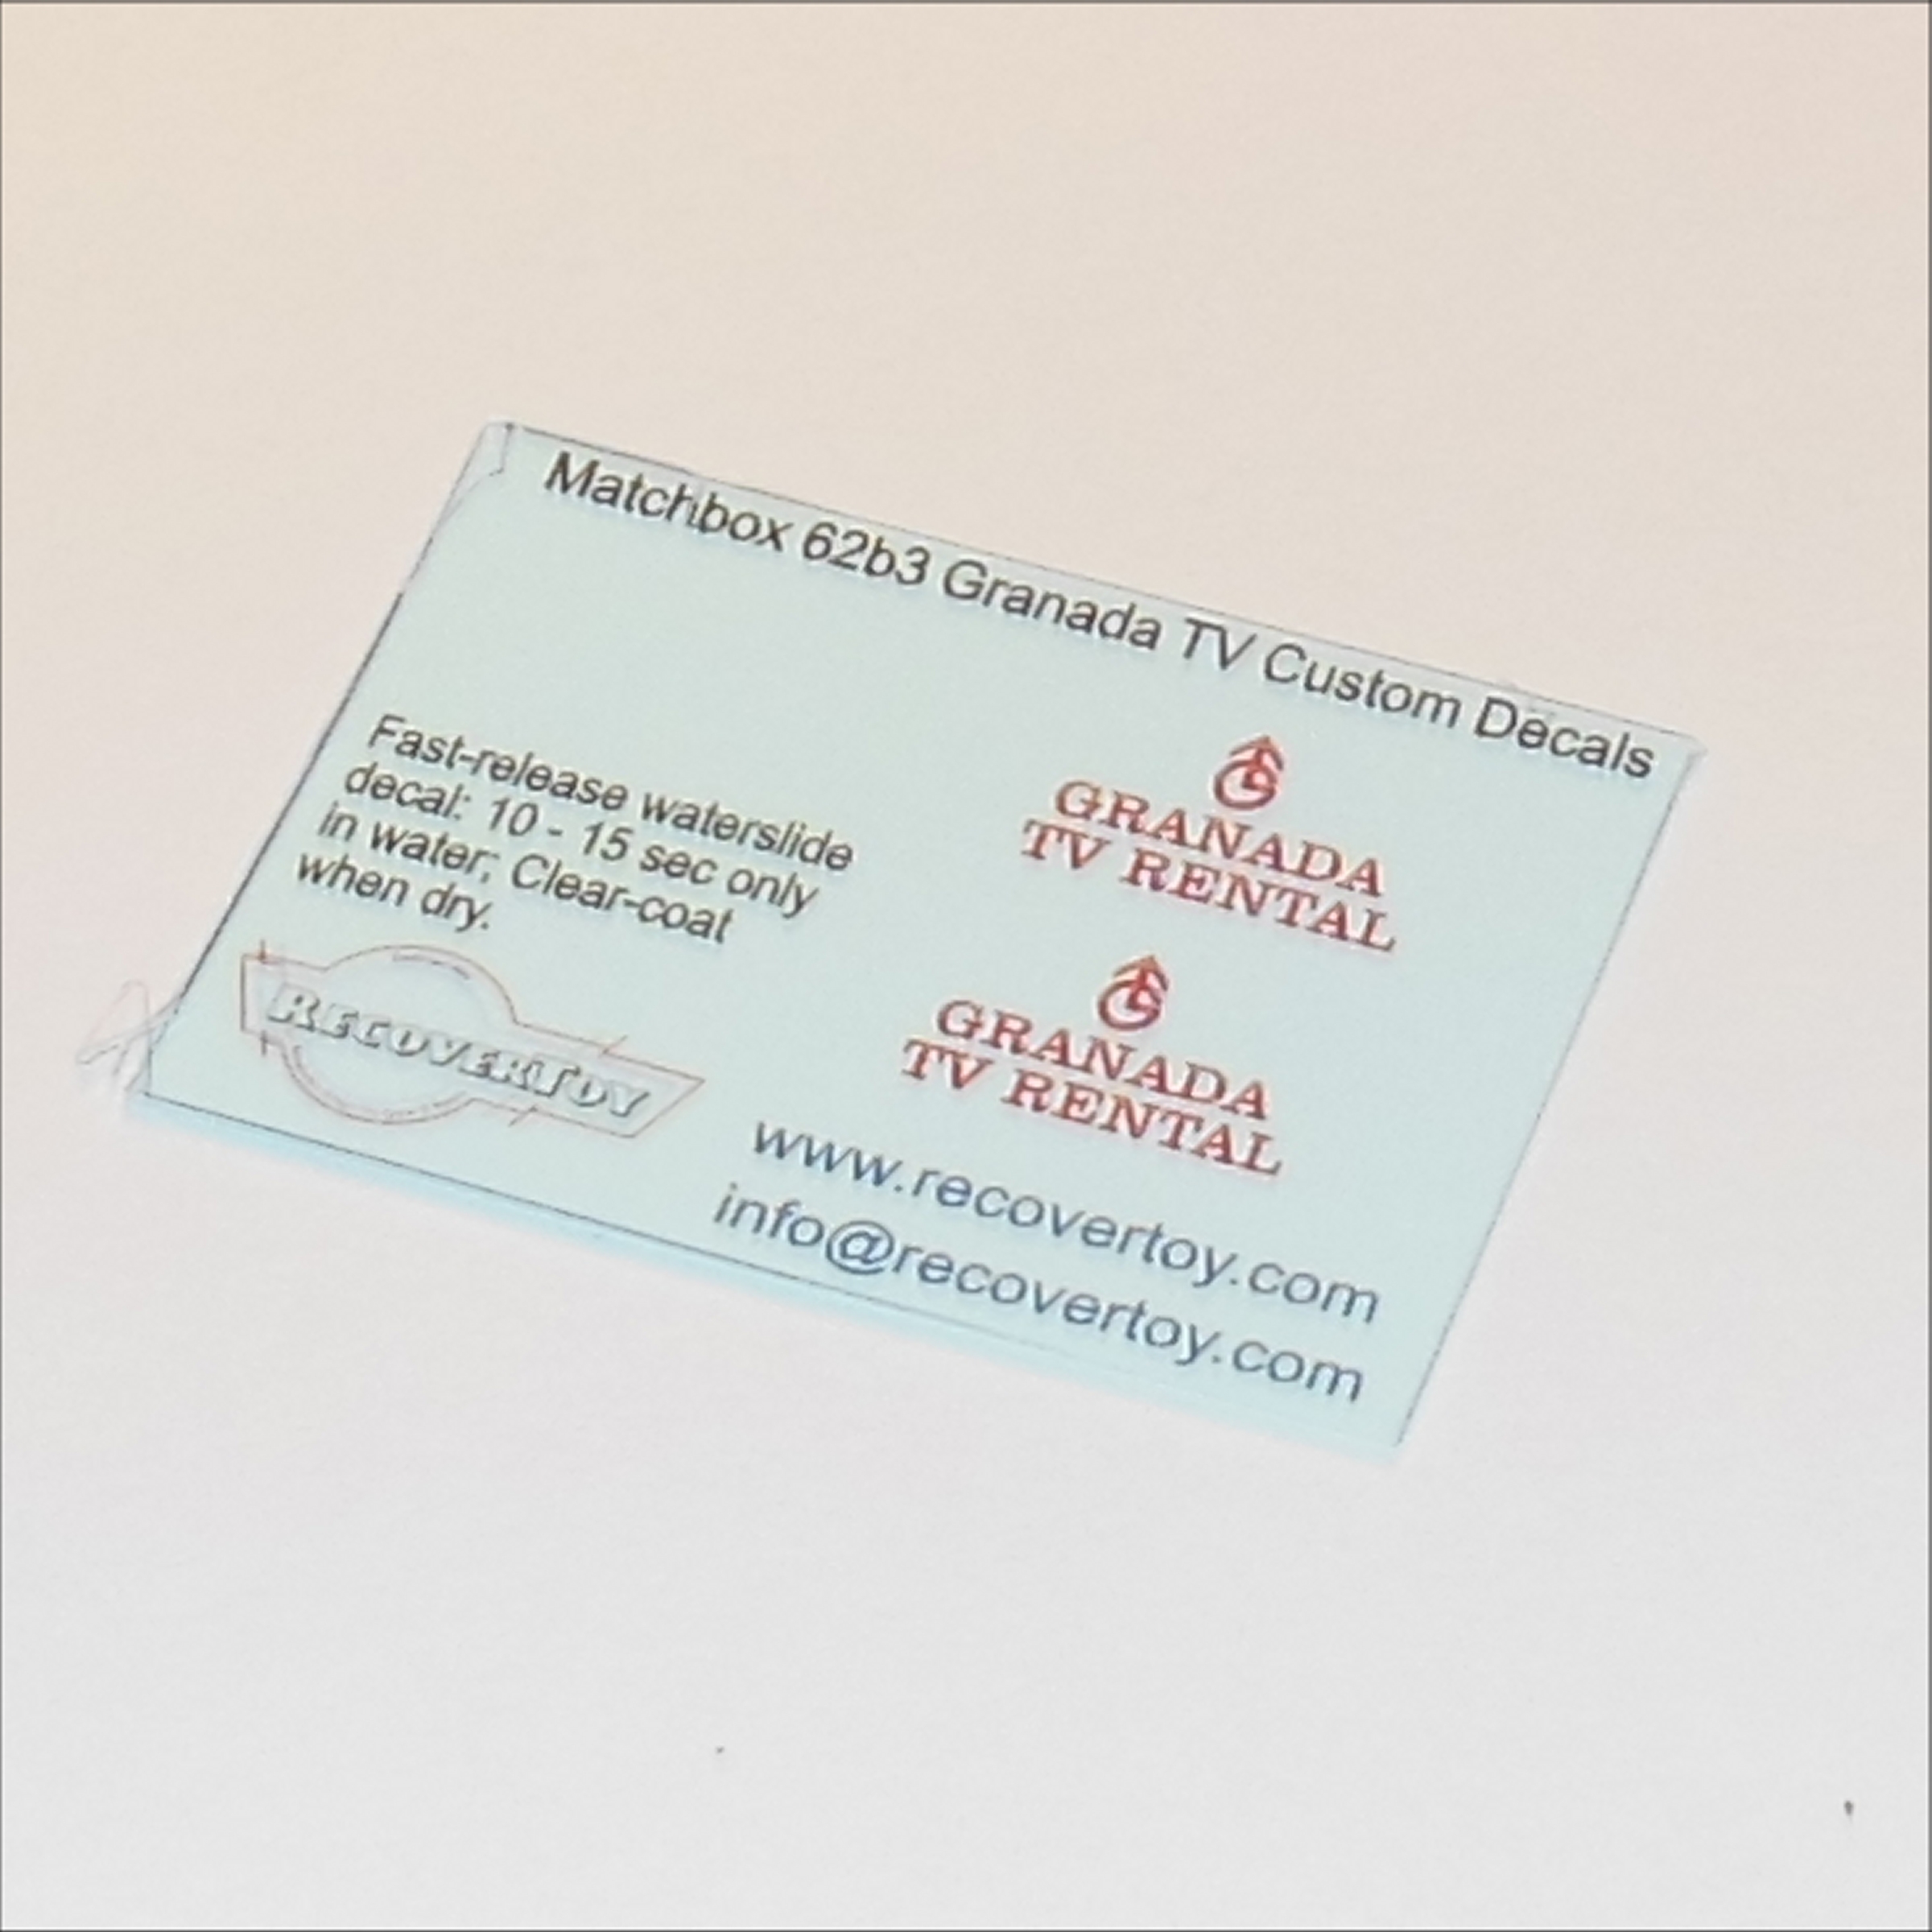 Matchbox 62b3 Granada TV Custom Decals
Fast-release waterslide
decal: 10 - 15 sec only
in water; Clear-coat
when dry.
GRANADA
TV RENTAL
GRANADA
TV RENTAL
RECOVERTOY
www.recovertoy.com
info@recovertoy.com